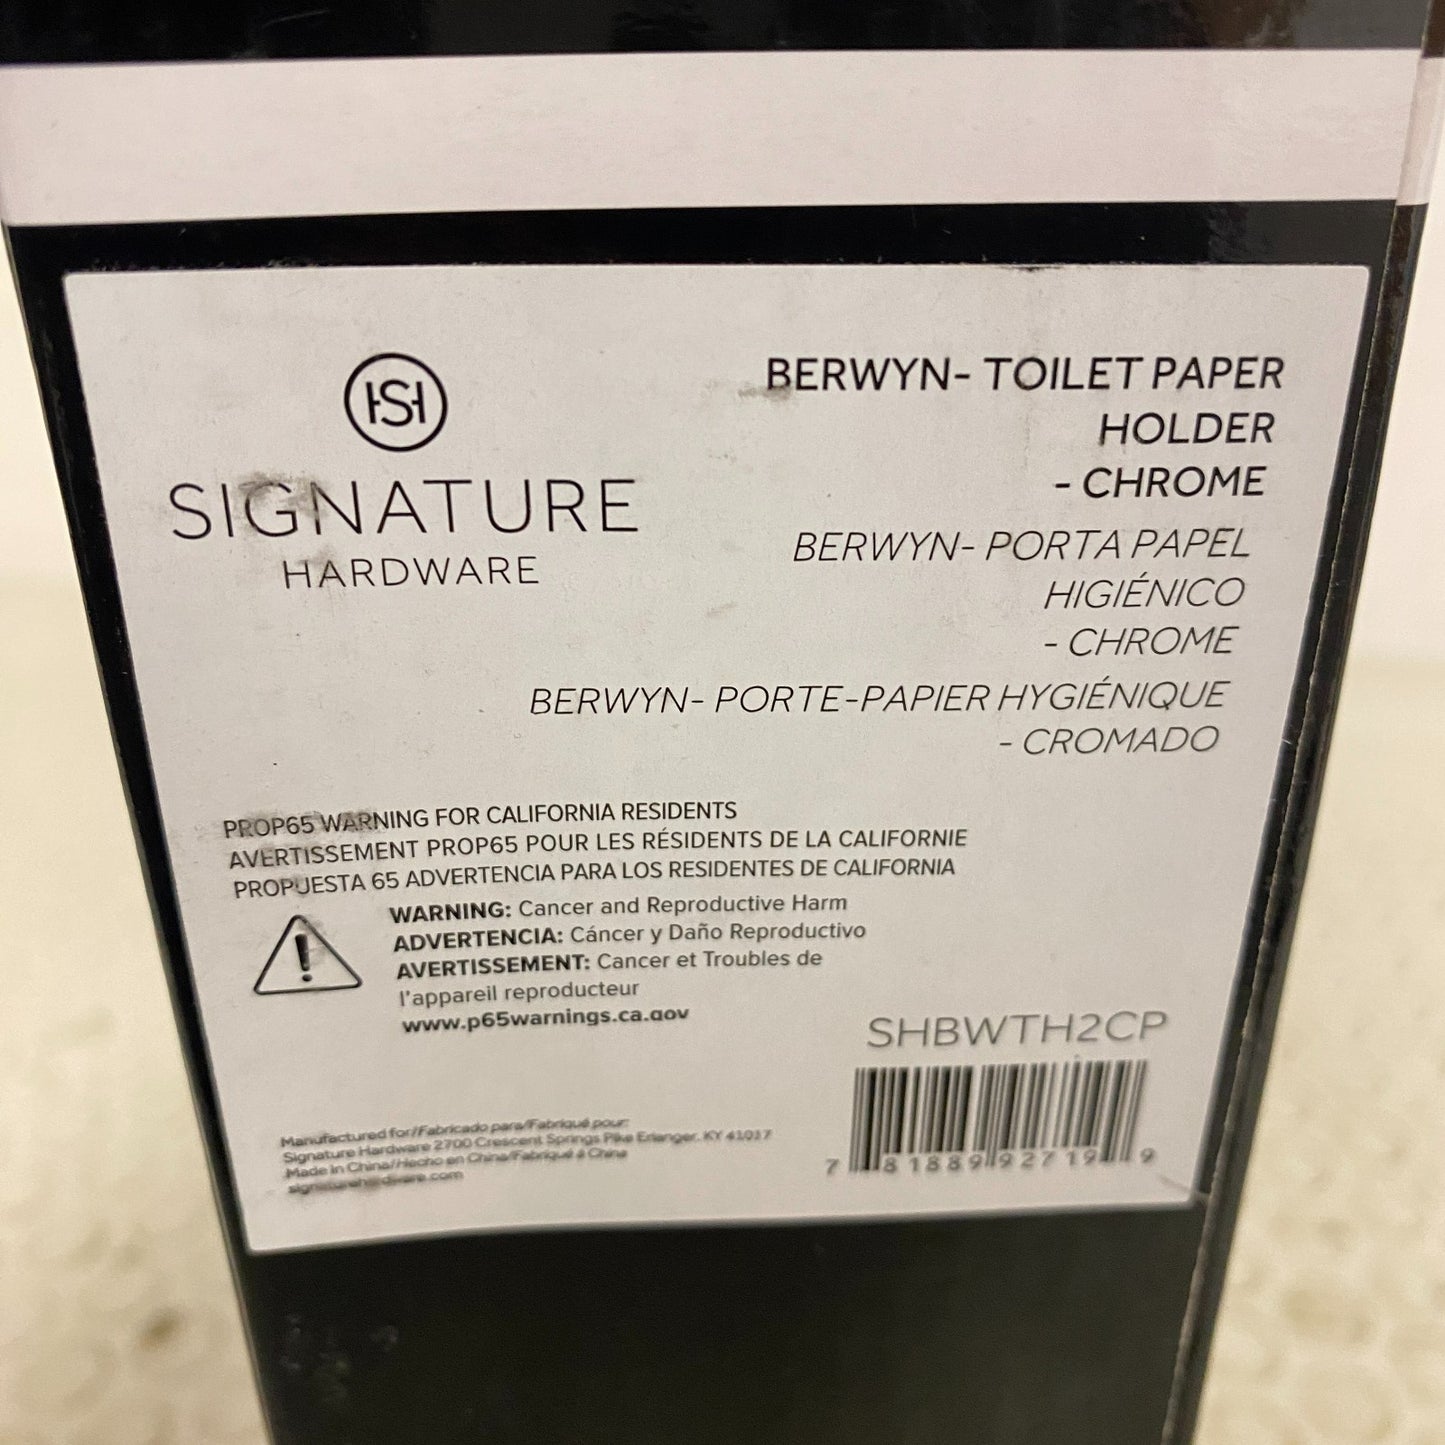 SH
SIGNATURE
HARDWARE
BERWYN- TOILET PAPER
HOLDER
- CHROME
BERWYN- PORTA PAPEL
HIGIÉNICO
- CHROME
BERWYN- PORTE-PAPIER HYGIÉNIQUE
- CROMADO
PROP65 WARNING FOR CALIFORNIA RESIDENTS
AVERTISSEMENT PROP65 POUR LES RÉSIDENTS DE LA CALIFORNIE
PROPUESTA 65 ADVERTENCIA PARA LOS RESIDENTES DE CALIFORNIA
WARNING: Cancer and Reproductive Harm
ADVERTENCIA: Cáncer y Daño Reproductivo
AVERTISSEMENT: Cancer et Troubles de
l'appareil reproducteur
www.p65warnings.ca.gov
SHBWTH2CP
7 81889 92719 9
Manufactured for/Fabricado para/Fabriqué pour:
Signature Hardware 2700 Crescent Springs Pike Erlanger, KY 41017
Made in China/Hecho en China/Fabriqué à China
signaturehardware.com